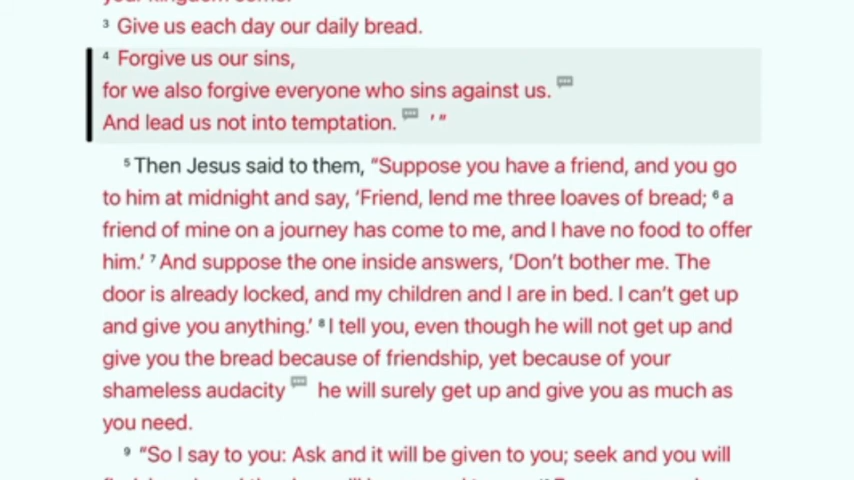 your kingdom come.
3 Give us each day our daily bread.
4 Forgive us our sins,
for we also forgive everyone who sins against us.
And lead us not into temptation. ’ ”
5 Then Jesus said to them, “Suppose you have a friend, and you go
to him at midnight and say, ‘Friend, lend me three loaves of bread; 6 a
friend of mine on a journey has come to me, and I have no food to offer
him.’ 7 And suppose the one inside answers, ‘Don’t bother me. The
door is already locked, and my children and I are in bed. I can’t get up
and give you anything.’ 8 I tell you, even though he will not get up and
give you the bread because of friendship, yet because of your
shameless audacity he will surely get up and give you as much as
you need.
9 “So I say to you: Ask and it will be given to you; seek and you will